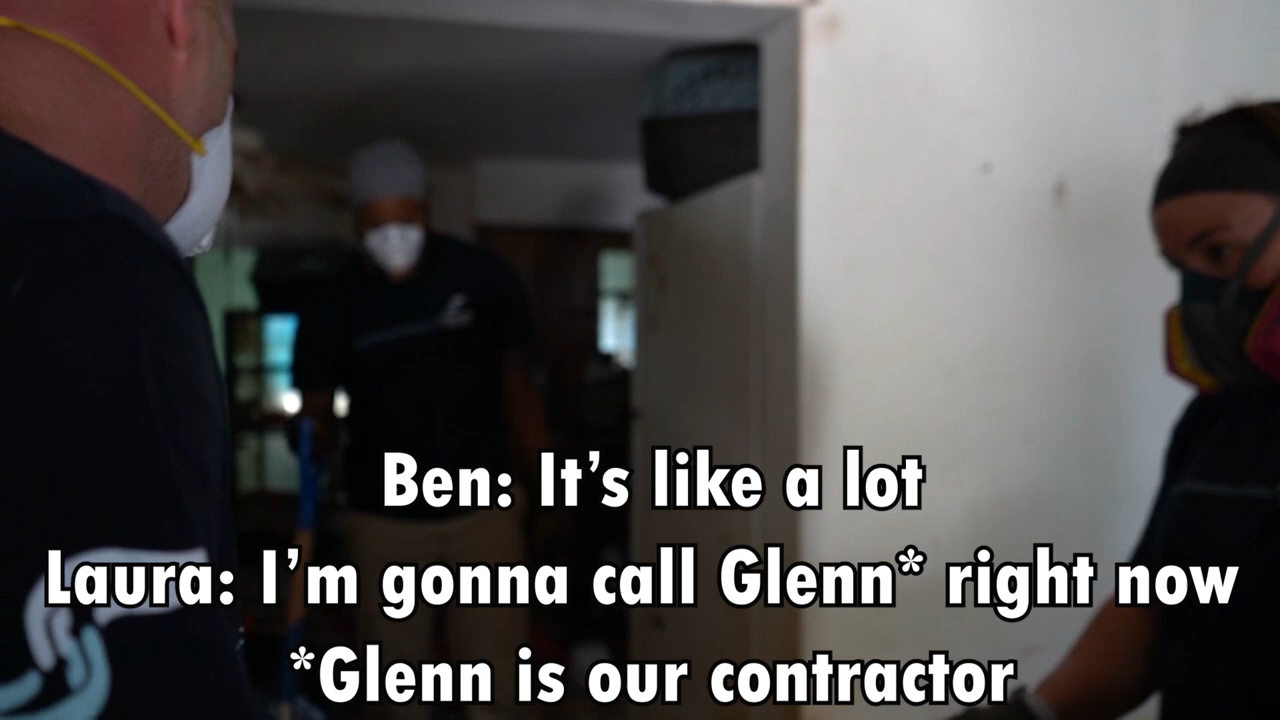 Ben: It’s like a lot
Laura: I’m gonna call Glenn* right now
*Glenn is our contractor